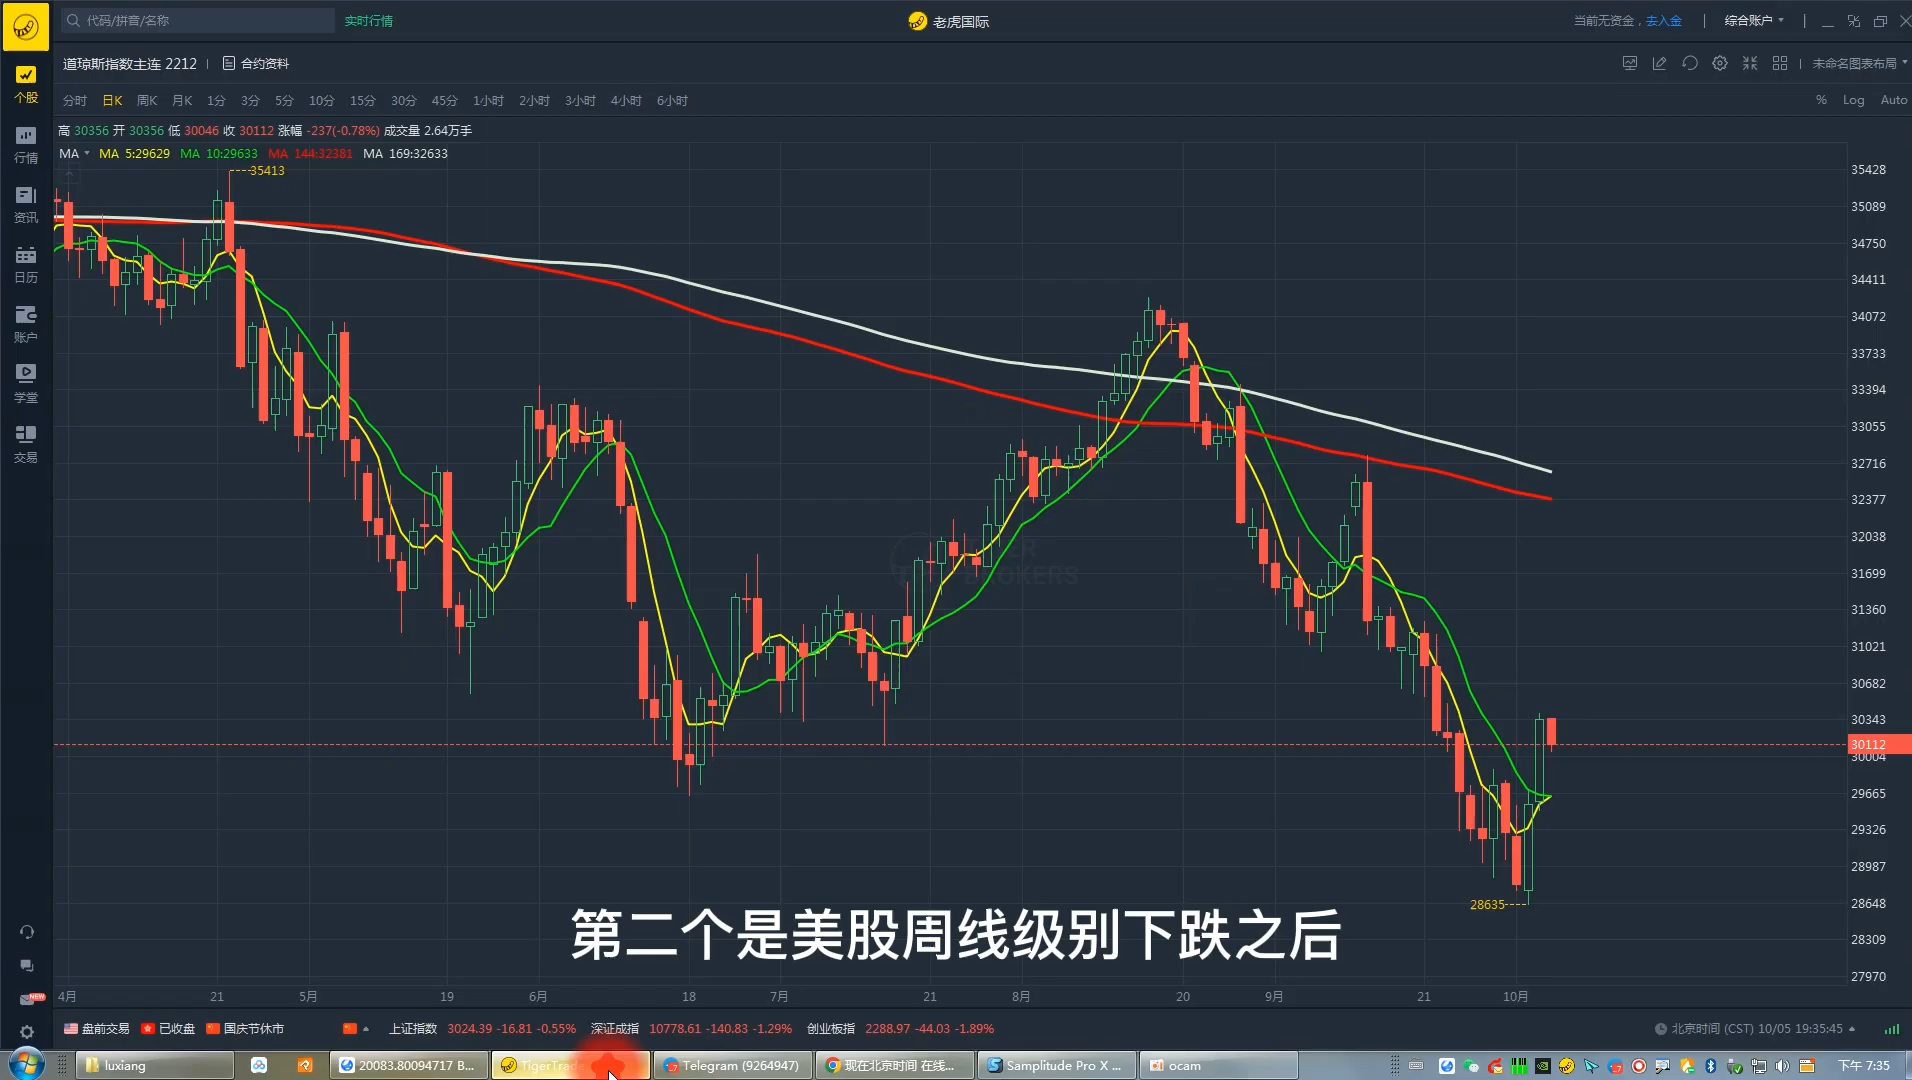 代码/拼音/名称
实时行情
老虎国际
当前无资金，去入金
综合账户
道琼斯指数主连 2212
合约资料
未命名图表布局
分时 日K 周K 月K 1分 3分 5分 10分 15分 30分 45分 1小时 2小时 3小时 4小时 6小时
% Log Auto
高 30356 开 30356 低 30046 收 30112 涨幅 -237(-0.78%) 成交量 2.64万手
MA MA 5:29629 MA 10:29633 MA 144:32381 MA 169:32633
个股
行情
资讯
日历
账户
学堂
交易
NEW
35413
28635
TIGER
BROKERS
35428
35089
34750
34411
34072
33733
33394
33055
32716
32377
32038
31699
31360
31021
30682
30343
30112
30004
29665
29326
28987
28648
28309
27970
第二个是美股周线级别下跌之后
4月 21 5月 19 6月 18 7月 21 8月 20 9月 21 10月
盘前交易 已收盘 国庆节休市 上证指数 3024.39 -16.81 -0.55% 深证成指 10778.61 -140.83 -1.29% 创业板指 2288.97 -44.03 -1.89% 北京时间 (CST) 10/05 19:35:45
luxiang
20083.80094717 B...
Telegram (9264947)
现在北京时间 在线...
Samplitude Pro X ...
ocam
下午 7:35